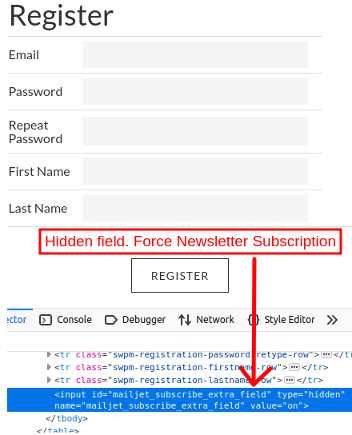 Register
Email
Password
Repeat
Password
First Name
Last Name
Hidden field. Force Newsletter Subscription
REGISTER
ector Console Debugger Network Style Editor
<tr class="swpm-registration-password-retype-row"> </tr>
<tr class="swpm-registration-firstname-row"> </tr>
<tr class="swpm-registration-lastname-row"> </tr>
<input id="mailjet_subscribe_extra_field" type="hidden"
name="mailjet_subscribe_extra_field" value="on">
</tbody>
</table>